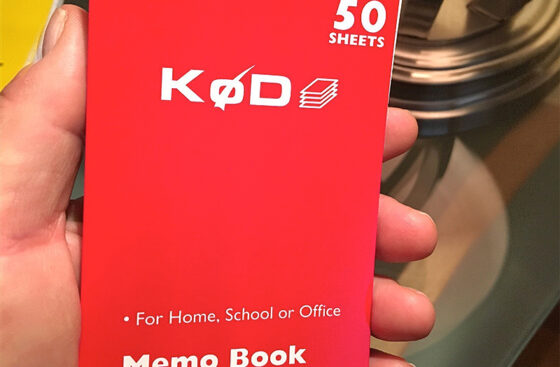 50
SHEETS
KØD
• For Home, School or Office
Memo Book